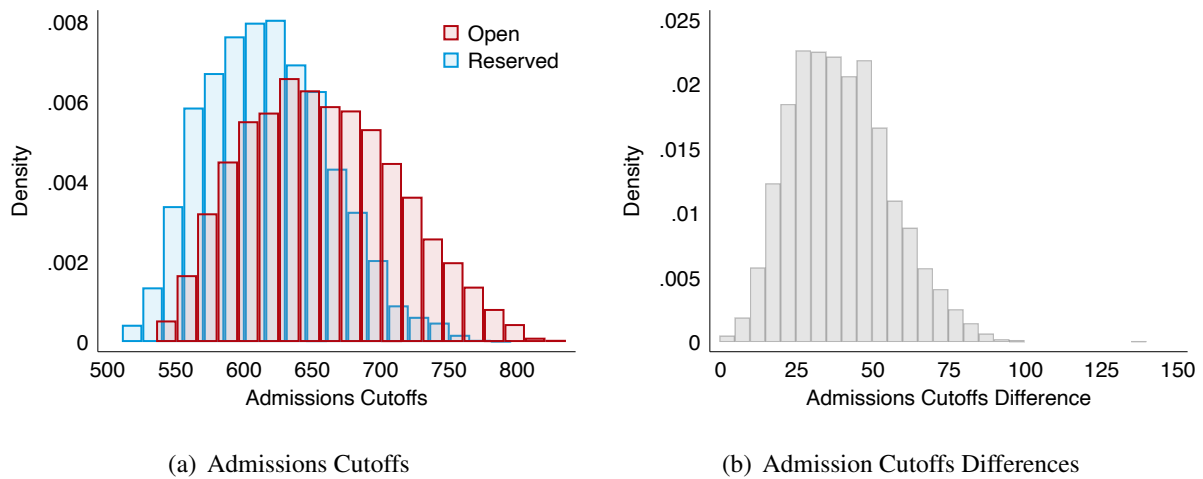 .008
.006
.004
.002
0
Density
Open
Reserved
500 550 600 650 700 750 800
Admissions Cutoffs
(a) Admissions Cutoffs
.025
.02
.015
.01
.005
0
Density
0 25 50 75 100 125 150
Admissions Cutoffs Difference
(b) Admission Cutoffs Differences